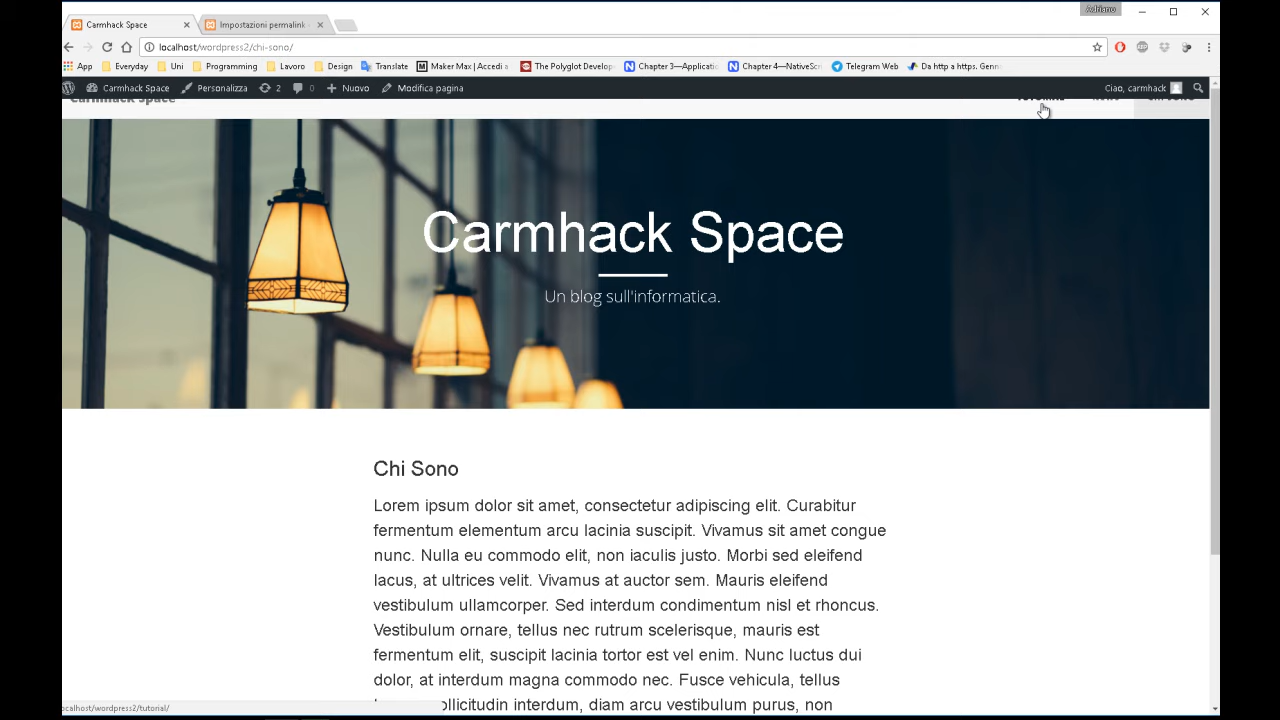 Adriano
Carmhack Space
Impostazioni permalink
localhost/wordpress2/chi-sono/
App Everyday Uni Programming Lavoro Design Translate Maker Max | Accedi a The Polyglot Develop Chapter 3—Applicatio Chapter 4—NativeScr Telegram Web Da http a https. Genn
Carmhack Space Personalizza 2 0 Nuovo Modifica pagina Ciao, carmhack
Carmhack Space
Carmhack Space
Un blog sull'informatica.
Chi Sono
Lorem ipsum dolor sit amet, consectetur adipiscing elit. Curabitur
fermentum elementum arcu lacinia suscipit. Vivamus sit amet congue
nunc. Nulla eu commodo elit, non iaculis justo. Morbi sed eleifend
lacus, at ultrices velit. Vivamus at auctor sem. Mauris eleifend
vestibulum ullamcorper. Sed interdum condimentum nisl et rhoncus.
Vestibulum ornare, tellus nec rutrum scelerisque, mauris est
fermentum elit, suscipit lacinia tortor est vel enim. Nunc luctus dui
dolor, at interdum magna commodo nec. Fusce vehicula, tellus
ollicitudin interdum, diam arcu vestibulum purus, non
ocalhost/wordpress2/tutorial/